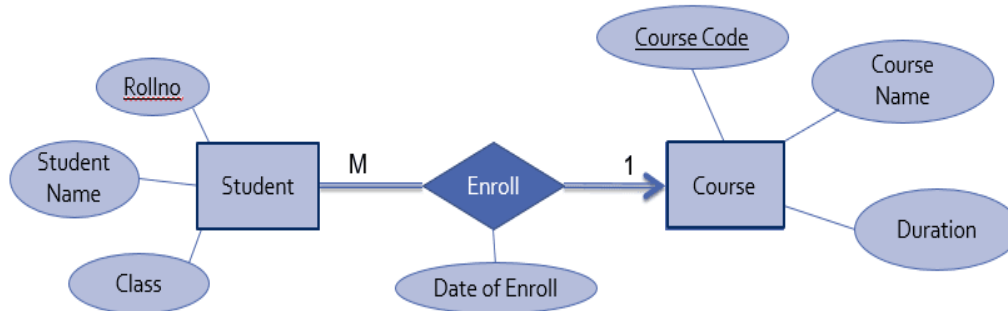 Course Code
Rollno
Course
Name
Student
Name
Student
M
Enroll
1
Course
Duration
Class
Date of Enroll